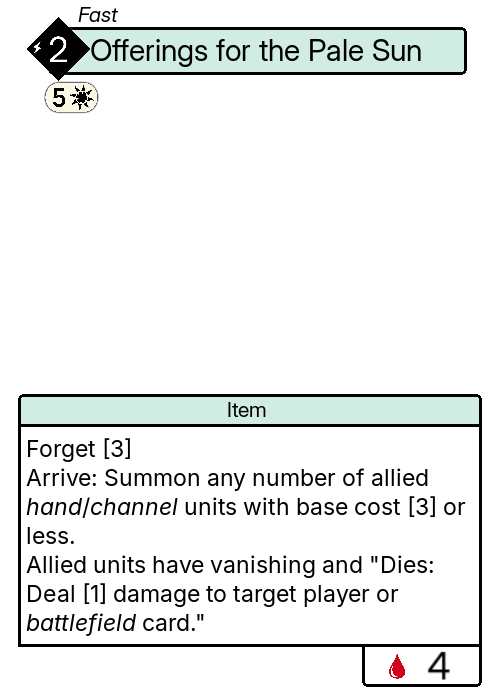 Fast
2 Offerings for the Pale Sun
5
Item
Forget [3]
Arrive: Summon any number of allied
hand/channel units with base cost [3] or
less.
Allied units have vanishing and "Dies:
Deal [1] damage to target player or
battlefield card."
4